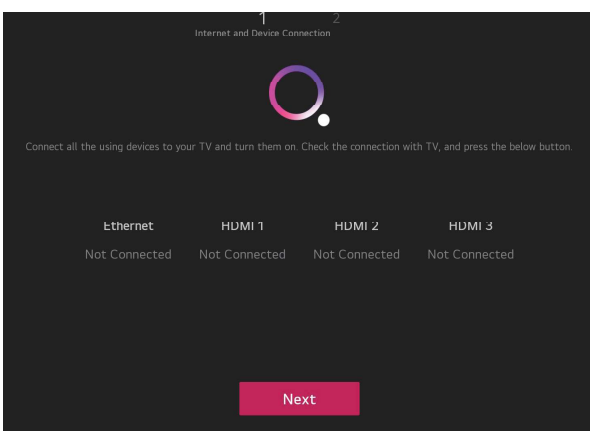 1 2
Internet and Device Connection
Connect all the using devices to your TV and turn them on. Check the connection with TV, and press the below button.
Ethernet HDMI 1 HDMI 2 HDMI 3
Not Connected Not Connected Not Connected Not Connected
Next